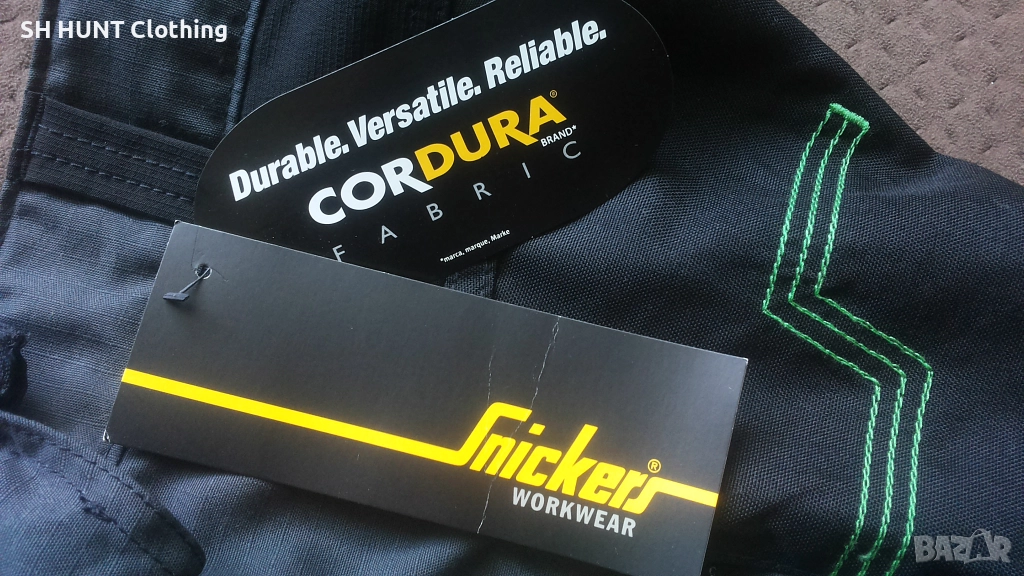 SH HUNT Clothing
Durable. Versatile. Reliable.
CORDURA®
BRAND*
FABRIC
*marca, marque, Marke
Snickers®
WORKWEAR
BAZAR